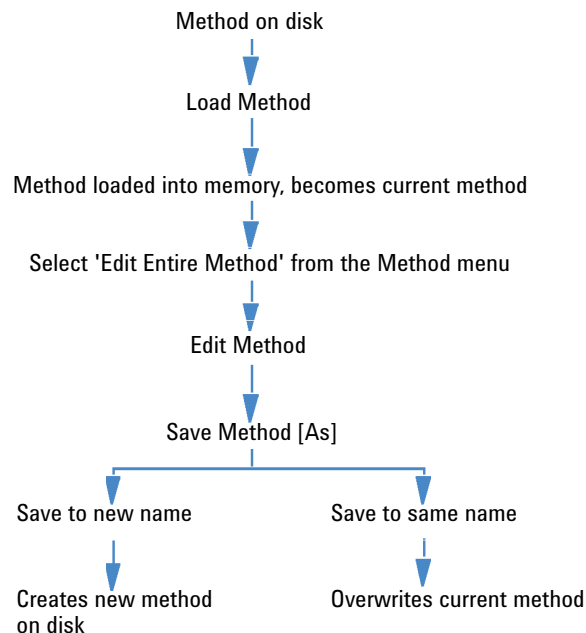 Method on disk
Load Method
Method loaded into memory, becomes current method
Select 'Edit Entire Method' from the Method menu
Edit Method
Save Method [As]
Save to new name
Save to same name
Creates new method
on disk
Overwrites current method